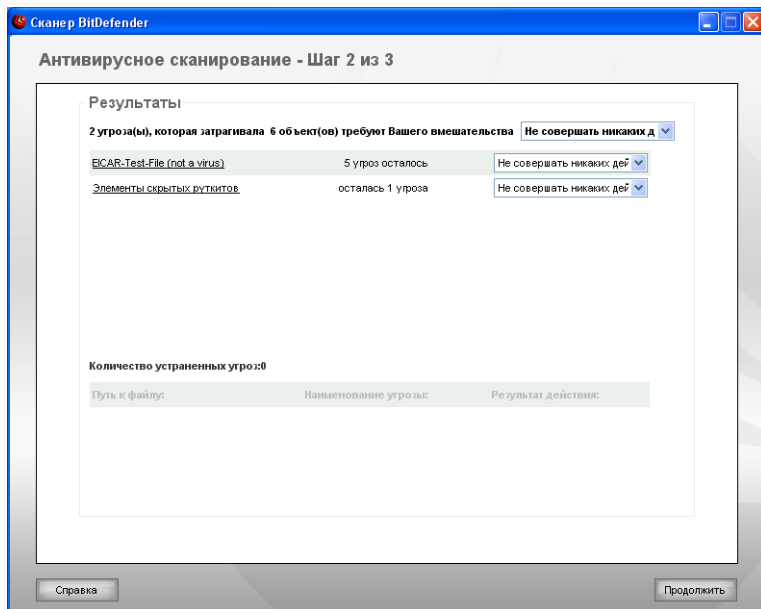 Сканер BitDefender
Антивирусное сканирование - Шаг 2 из 3
Результаты
2 угроза(ы), которая затрагивала 6 объект(ов) требуют Вашего вмешательства Не совершать никаких д
EICAR-Test-File (not a virus) 5 угроз осталось Не совершать никаких дей
Элементы скрытых руткитов осталась 1 угроза Не совершать никаких дей
Количество устраненных угроз:0
Путь к файлу: Наименование угрозы: Результат действия:
Справка Продолжить